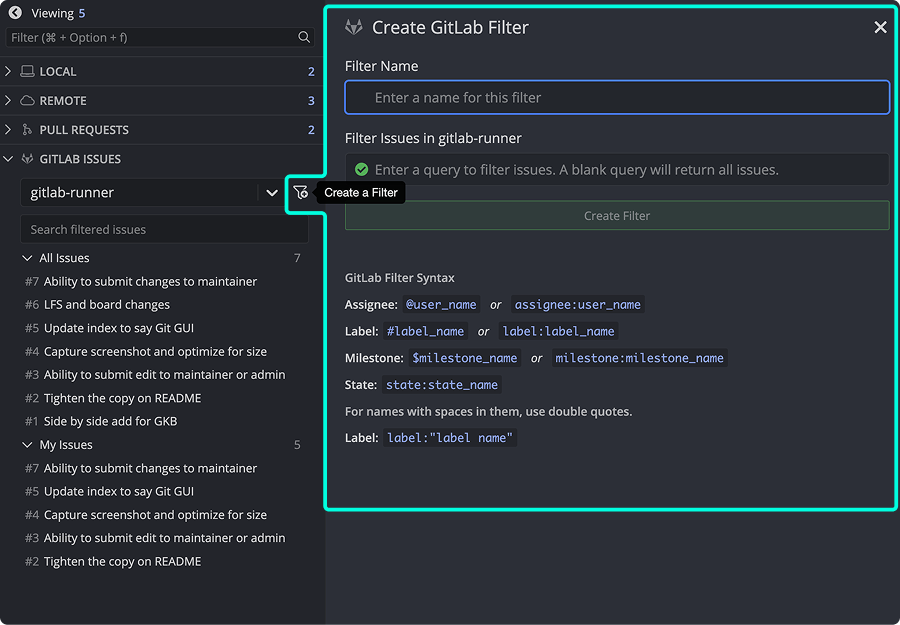 Viewing 5
Filter (⌘ + Option + f)
LOCAL 2
REMOTE 3
PULL REQUESTS 2
GITLAB ISSUES
gitlab-runner
Create a Filter
Search filtered issues
All Issues 7
#7 Ability to submit changes to maintainer
#6 LFS and board changes
#5 Update index to say Git GUI
#4 Capture screenshot and optimize for size
#3 Ability to submit edit to maintainer or admin
#2 Tighten the copy on README
#1 Side by side add for GKB
My Issues 5
#7 Ability to submit changes to maintainer
#5 Update index to say Git GUI
#4 Capture screenshot and optimize for size
#3 Ability to submit edit to maintainer or admin
#2 Tighten the copy on README
Create GitLab Filter
Filter Name
Enter a name for this filter
Filter Issues in gitlab-runner
Enter a query to filter issues. A blank query will return all issues.
Create Filter
GitLab Filter Syntax
Assignee: @user_name or assignee:user_name
Label: #label_name or label:label_name
Milestone: $milestone_name or milestone:milestone_name
State: state:state_name
For names with spaces in them, use double quotes.
Label: label:"label name"